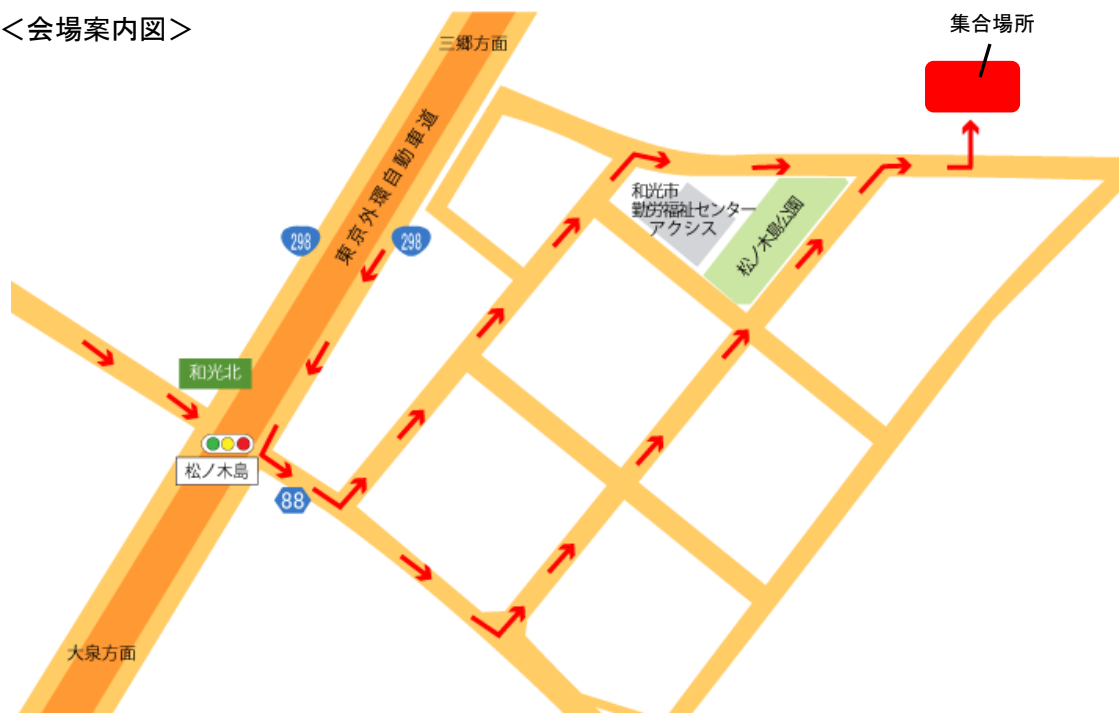 ＜会場案内図＞
集合場所
三郷方面
東京外環自動車道
298
298
和光市
勤労福祉センター
アクシス
松ノ木島公園
和光北
松ノ木島
88
大泉方面